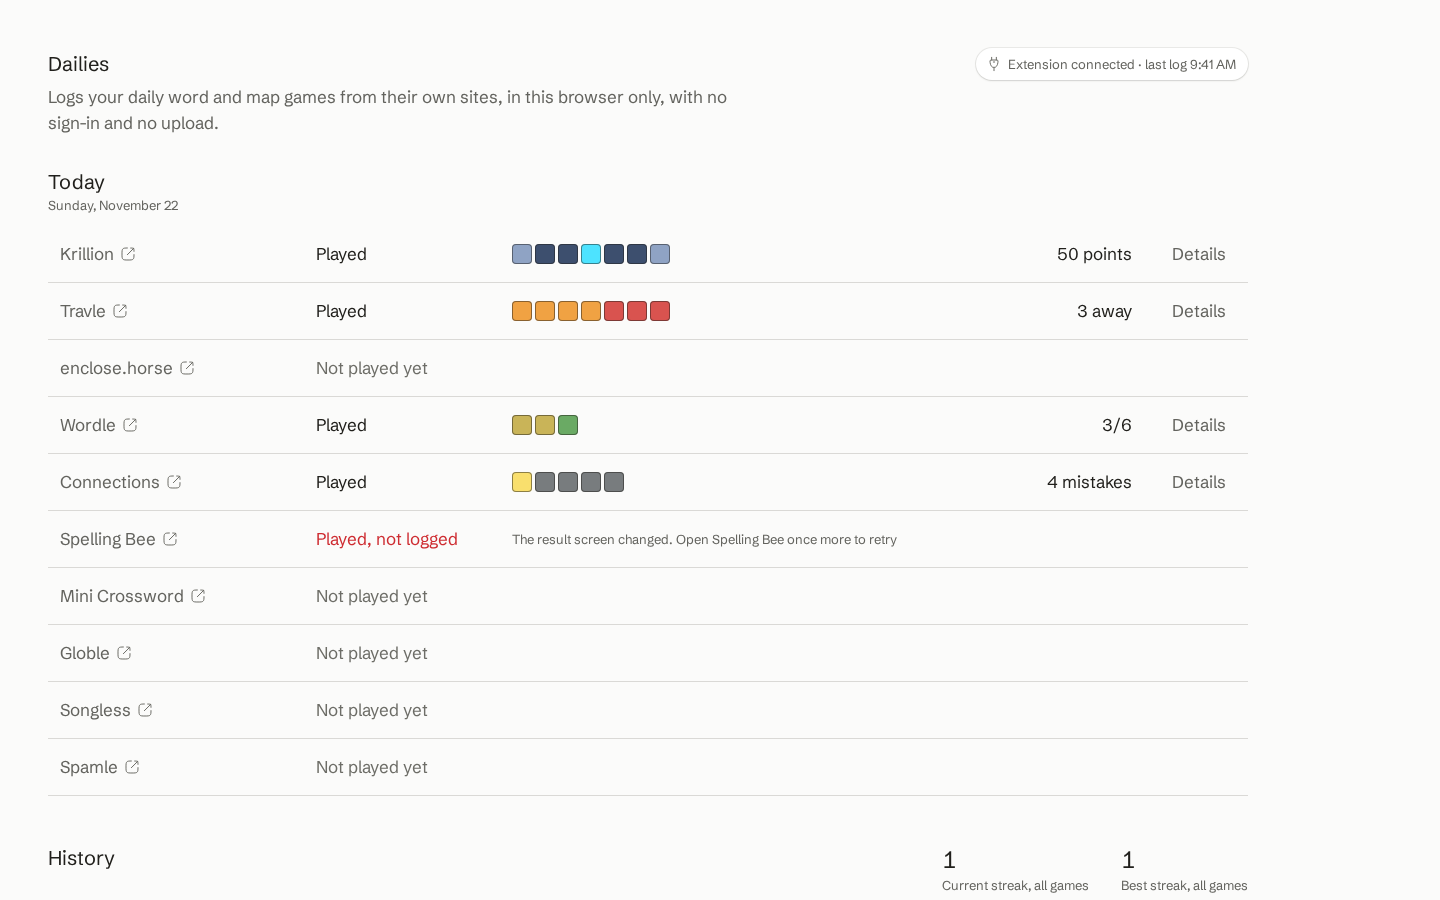 Dailies
Extension connected · last log 9:41 AM
Logs your daily word and map games from their own sites, in this browser only, with no
sign-in and no upload.
Today
Sunday, November 22
Krillion Played 50 points Details
Travle Played 3 away Details
enclose.horse Not played yet
Wordle Played 3/6 Details
Connections Played 4 mistakes Details
Spelling Bee Played, not logged The result screen changed. Open Spelling Bee once more to retry
Mini Crossword Not played yet
Globle Not played yet
Songless Not played yet
Spamle Not played yet
History
1 1
Current streak, all games Best streak, all games